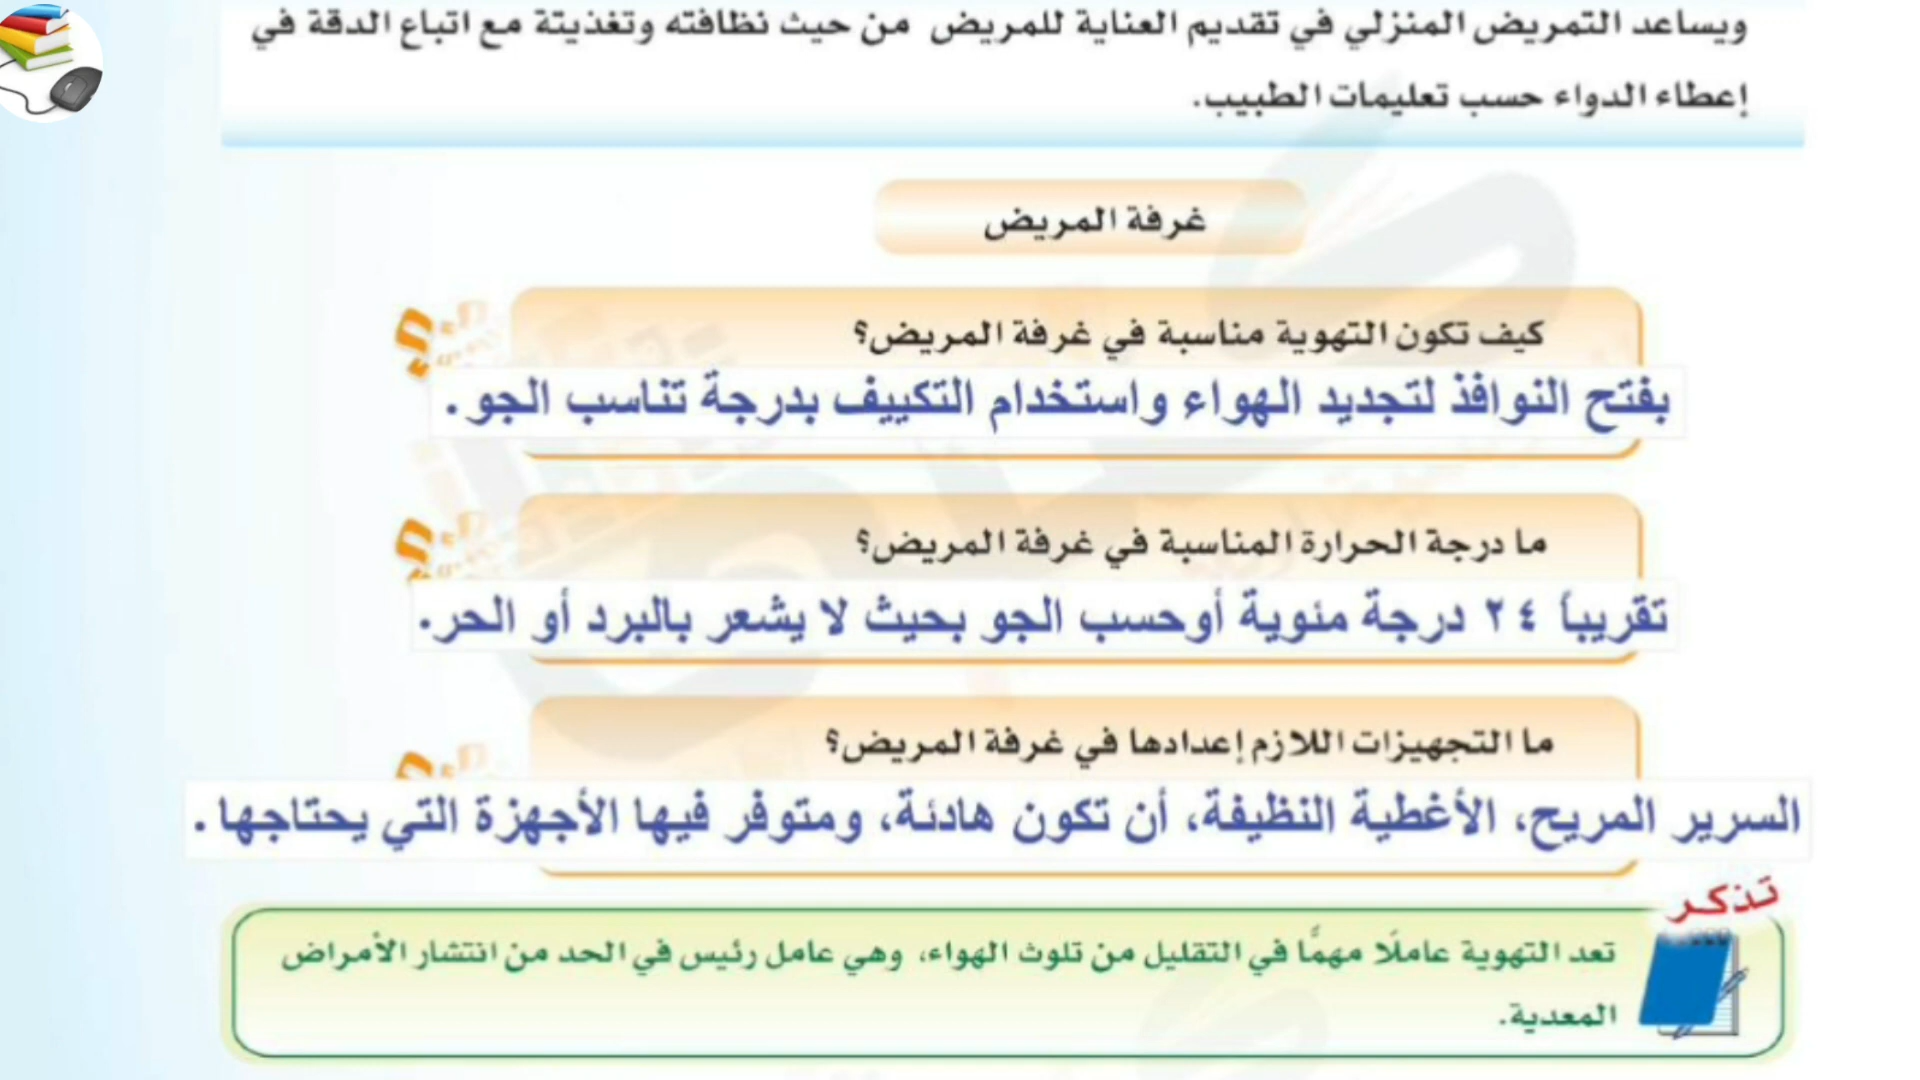 ويساعد التمريض المنزلي في تقديم العناية للمريض من حيث نظافته وتغذيتة مع اتباع الدقة في
إعطاء الدواء حسب تعليمات الطبيب.
غرفة المريض
كيف تكون التهوية مناسبة في غرفة المريض؟
بفتح النوافذ لتجديد الهواء واستخدام التكييف بدرجة تناسب الجو .
ما درجة الحرارة المناسبة في غرفة المريض؟
تقريباً ٢٤ درجة مئوية أوحسب الجو بحيث لا يشعر بالبرد أو الحر.
ما التجهيزات اللازم إعدادها في غرفة المريض؟
السرير المريح، الأغطية النظيفة، أن تكون هادئة، ومتوفر فيها الأجهزة التي يحتاجها .
تذكر
تعد التهوية عاملًا مهمًّا في التقليل من تلوث الهواء، وهي عامل رئيس في الحد من انتشار الأمراض
المعدية.